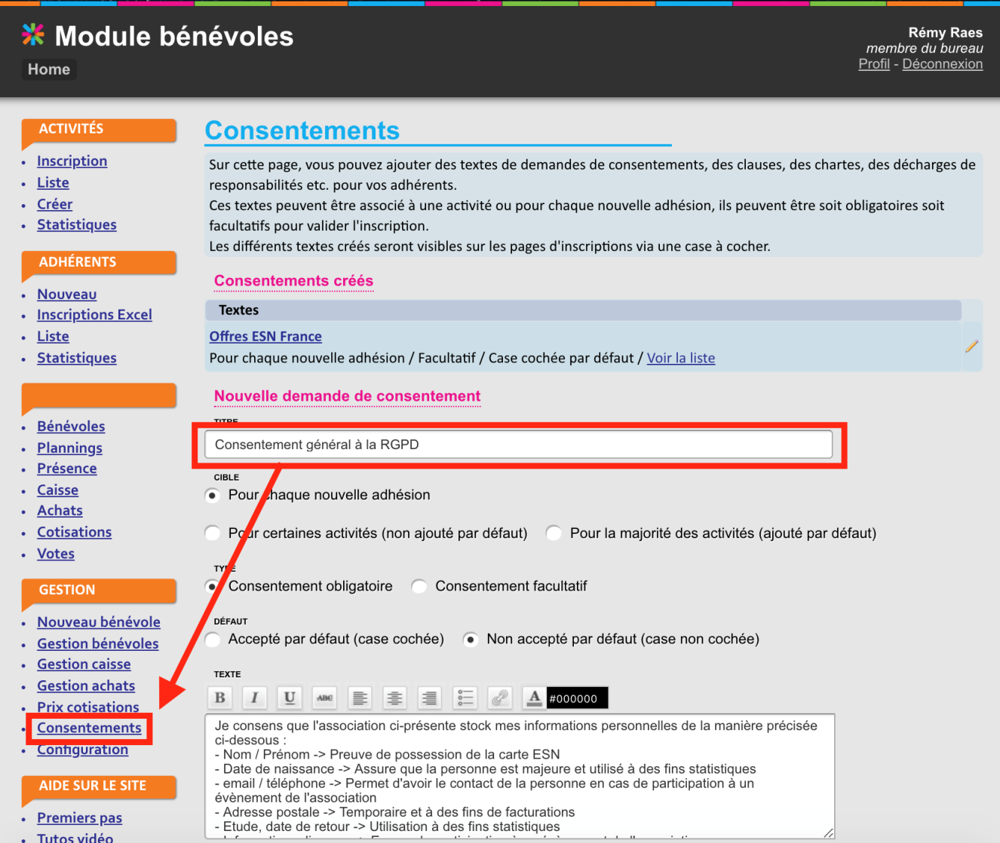 Module bénévoles
Home
Rémy Raes
membre du bureau
Profil - Déconnexion
ACTIVITÉS
Inscription
Liste
Créer
Statistiques
ADHÉRENTS
Nouveau
Inscriptions Excel
Liste
Statistiques
Bénévoles
Plannings
Présence
Caisse
Achats
Cotisations
Votes
GESTION
Nouveau bénévole
Gestion bénévoles
Gestion caisse
Gestion achats
Prix cotisations
Consentements
Configuration
AIDE SUR LE SITE
Premiers pas
Tutos vidéo
Consentements
Sur cette page, vous pouvez ajouter des textes de demandes de consentements, des clauses, des chartes, des décharges de
responsabilités etc. pour vos adhérents.
Ces textes peuvent être associé à une activité ou pour chaque nouvelle adhésion, ils peuvent être soit obligatoires soit
facultatifs pour valider l'inscription.
Les différents textes créés seront visibles sur les pages d'inscriptions via une case à cocher.
Consentements créés
Textes
Offres ESN France
Pour chaque nouvelle adhésion / Facultatif / Case cochée par défaut / Voir la liste
Nouvelle demande de consentement
TITRE
Consentement général à la RGPD
CIBLE
Pour chaque nouvelle adhésion
Pour certaines activités (non ajouté par défaut) Pour la majorité des activités (ajouté par défaut)
TYPE
Consentement obligatoire Consentement facultatif
DÉFAUT
Accepté par défaut (case cochée) Non accepté par défaut (case non cochée)
TEXTE
B I U ABC A #000000
Je consens que l'association ci-présente stock mes informations personnelles de la manière précisée
ci-dessous :
- Nom / Prénom -> Preuve de possession de la carte ESN
- Date de naissance -> Assure que la personne est majeure et utilisé à des fins statistiques
- email / téléphone -> Permet d'avoir le contact de la personne en cas de participation à un
évènement de l'association
- Adresse postale -> Temporaire et à des fins de facturations
- Etude, date de retour -> Utilisation à des fins statistiques